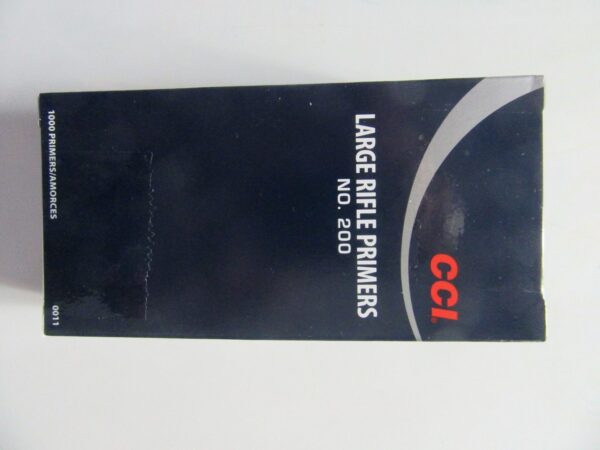 CCI
LARGE RIFLE PRIMERS
NO. 200
1000 PRIMERS/AMORCES
0011